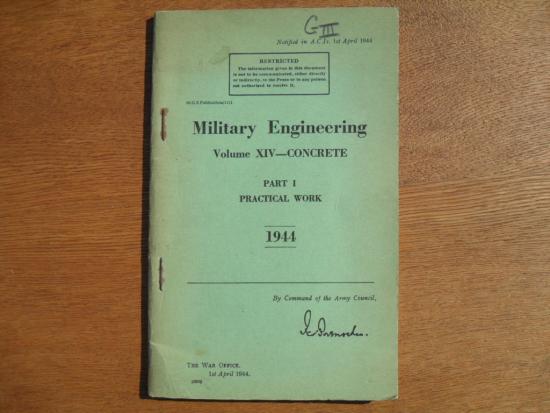 G III
Notified in A.C.Is. 1st April 1944
RESTRICTED
The information given in this document
is not to be communicated, either directly
or indirectly, to the Press or to any person
not authorized to receive it.
Military Engineering
Volume XIV—CONCRETE
PART I
PRACTICAL WORK
1944
By Command of the Army Council,
THE WAR OFFICE,
1st April 1944.